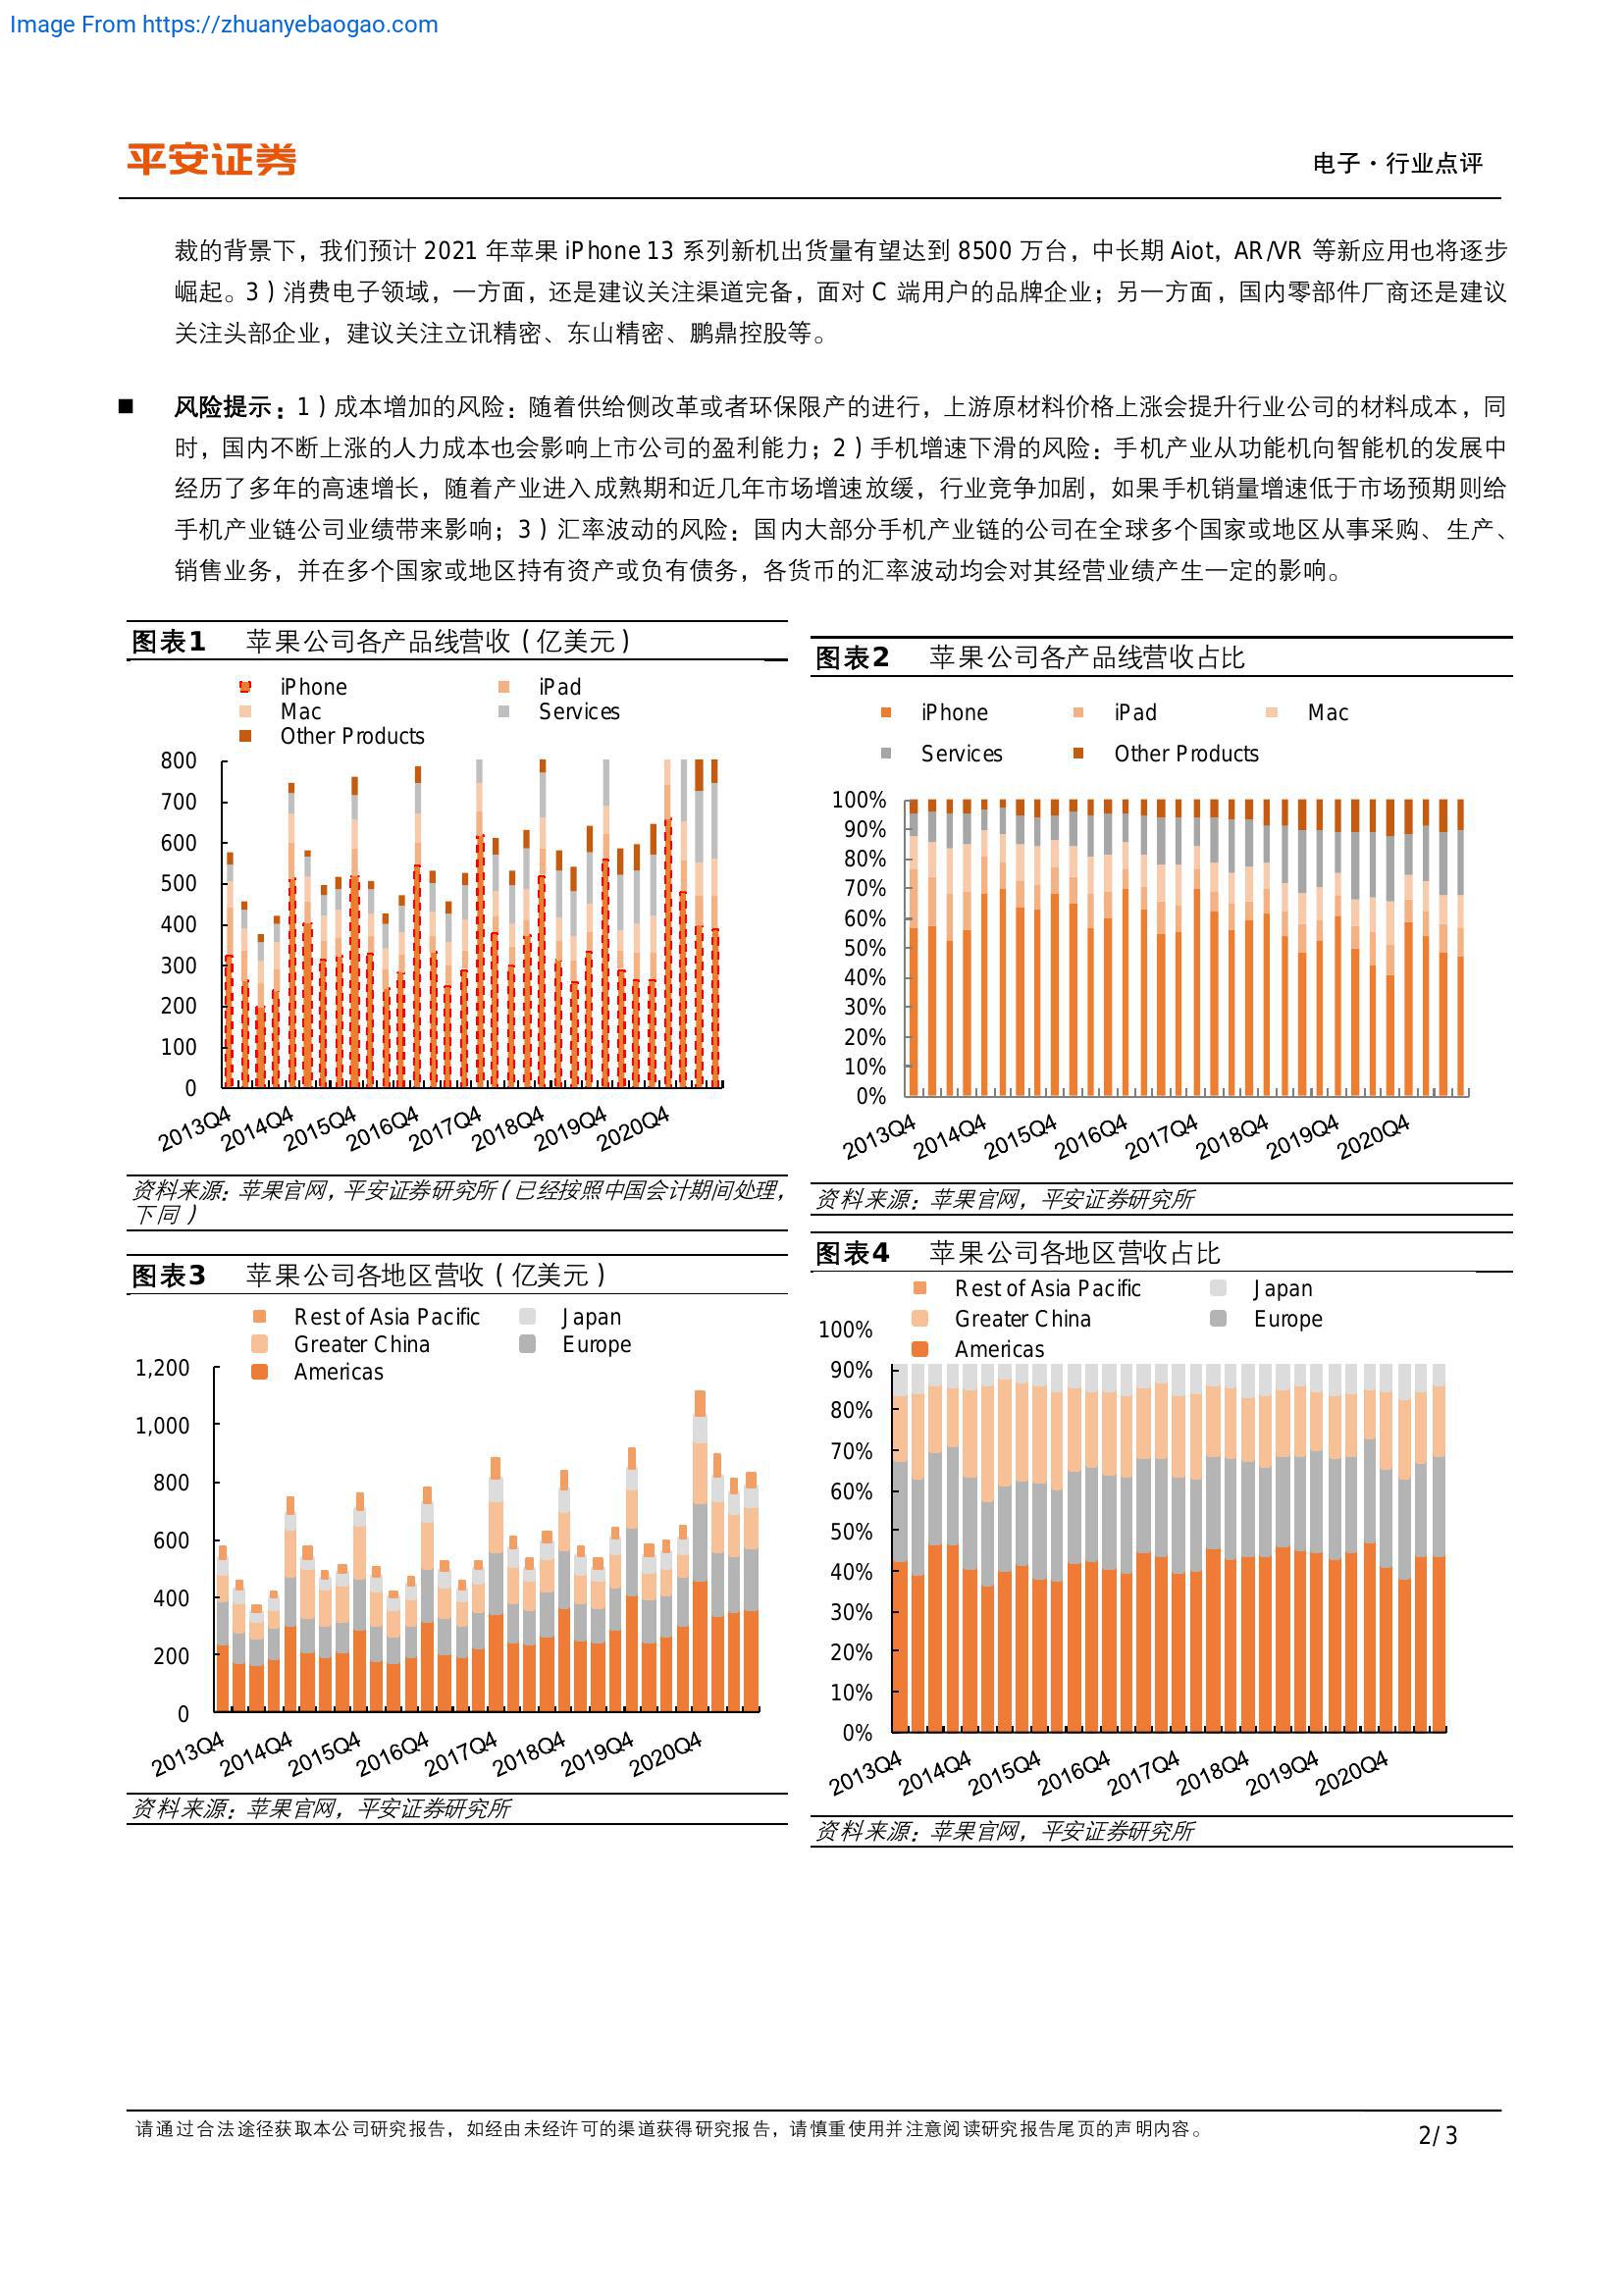 Image From https://zhuanyebaogao.com
平安证券
电子·行业点评
裁的背景下，我们预计 2021 年苹果 iPhone 13 系列新机出货量有望达到 8500 万台，中长期 Aiot，AR/VR 等新应用也将逐步
崛起。3）消费电子领域，一方面，还是建议关注渠道完备，面对 C 端用户的品牌企业；另一方面，国内零部件厂商还是建议
关注头部企业，建议关注立讯精密、东山精密、鹏鼎控股等。
■ 风险提示：1）成本增加的风险：随着供给侧改革或者环保限产的进行，上游原材料价格上涨会提升行业公司的材料成本，同
时，国内不断上涨的人力成本也会影响上市公司的盈利能力；2）手机增速下滑的风险：手机产业从功能机向智能机的发展中
经历了多年的高速增长，随着产业进入成熟期和近几年市场增速放缓，行业竞争加剧，如果手机销量增速低于市场预期则给
手机产业链公司业绩带来影响；3）汇率波动的风险：国内大部分手机产业链的公司在全球多个国家或地区从事采购、生产、
销售业务，并在多个国家或地区持有资产或负有债务，各货币的汇率波动均会对其经营业绩产生一定的影响。
图表1 苹果公司各产品线营收（亿美元）
iPhone iPad
Mac Services
Other Products
800
700
600
500
400
300
200
100
0
2013Q4 2014Q4 2015Q4 2016Q4 2017Q4 2018Q4 2019Q4 2020Q4
资料来源：苹果官网，平安证券研究所（已经按照中国会计期间处理，
下同）
图表2 苹果公司各产品线营收占比
iPhone iPad Mac
Services Other Products
100%
90%
80%
70%
60%
50%
40%
30%
20%
10%
0%
2013Q4 2014Q4 2015Q4 2016Q4 2017Q4 2018Q4 2019Q4 2020Q4
资料来源：苹果官网，平安证券研究所
图表3 苹果公司各地区营收（亿美元）
Rest of Asia Pacific Japan
Greater China Europe
Americas
1,200
1,000
800
600
400
200
0
2013Q4 2014Q4 2015Q4 2016Q4 2017Q4 2018Q4 2019Q4 2020Q4
资料来源：苹果官网，平安证券研究所
图表4 苹果公司各地区营收占比
Rest of Asia Pacific Japan
Greater China Europe
Americas
100%
90%
80%
70%
60%
50%
40%
30%
20%
10%
0%
2013Q4 2014Q4 2015Q4 2016Q4 2017Q4 2018Q4 2019Q4 2020Q4
资料来源：苹果官网，平安证券研究所
请通过合法途径获取本公司研究报告，如经由未经许可的渠道获得研究报告，请慎重使用并注意阅读研究报告尾页的声明内容。
2/3